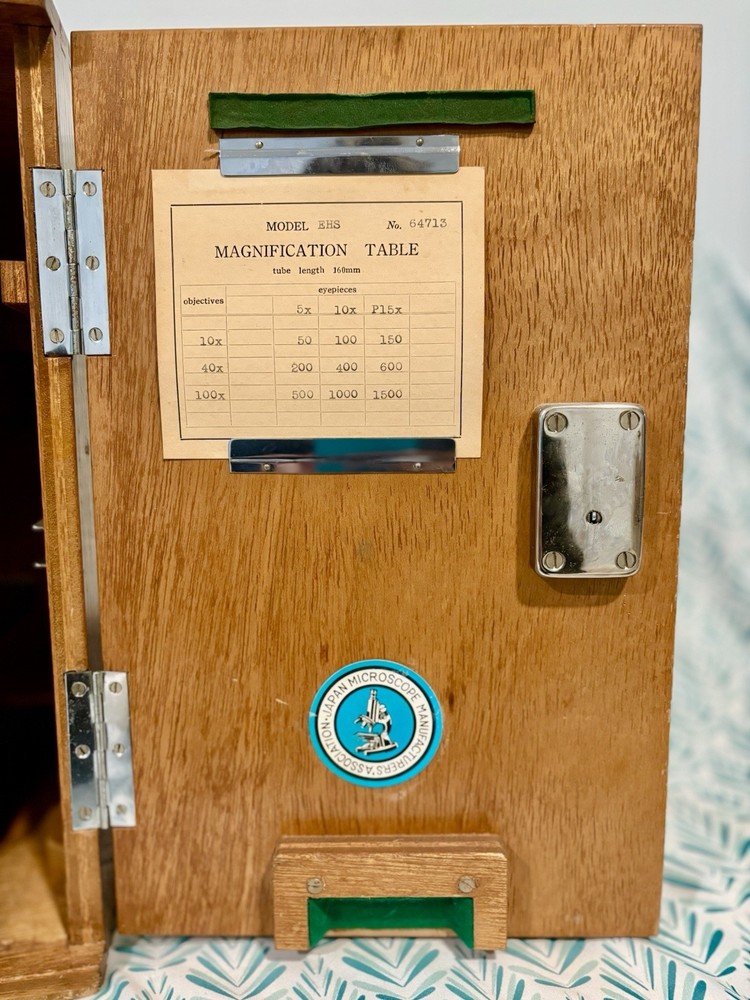 MODEL EHS No. 64713
MAGNIFICATION TABLE
tube length 160mm
eyepieces
objectives
5x 10x P15x
10x 50 100 150
40x 200 400 600
100x 500 1000 1500
JAPAN MICROSCOPE MANUFACTURERS' ASSOCIATION